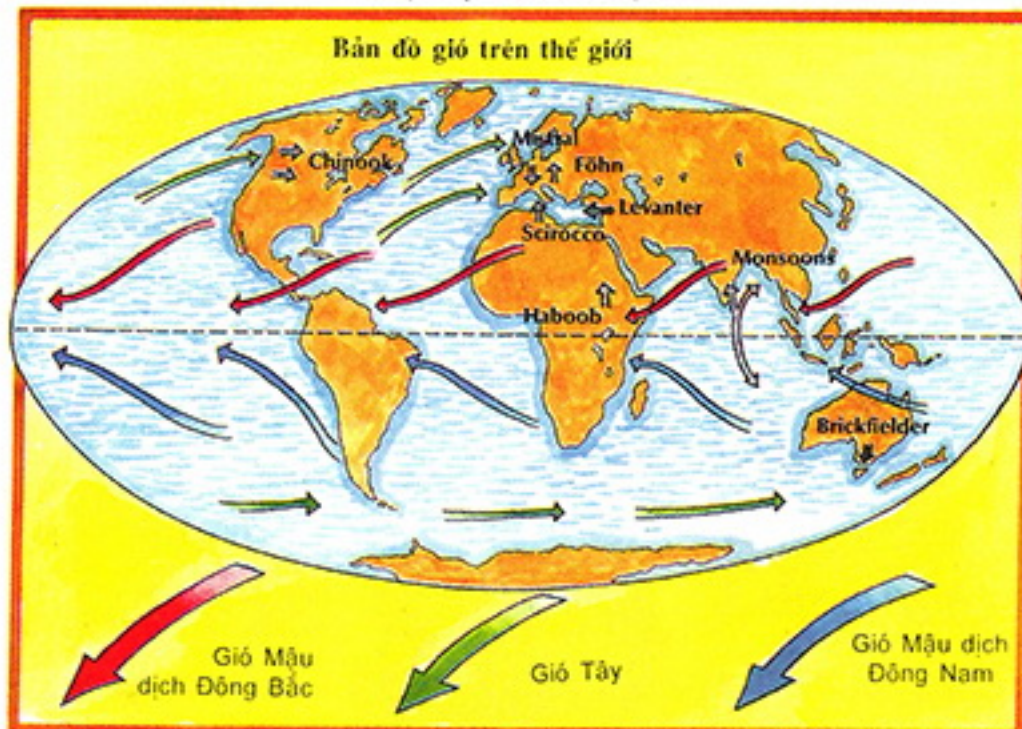 Bản đồ gió trên thế giới
Mistral
Chinook
Föhn
Levanter
Scirocco
Monsoons
Haboob
Brickfielder
Gió Mậu
dịch Đông Bắc
Gió Tây
Gió Mậu dịch
Đông Nam